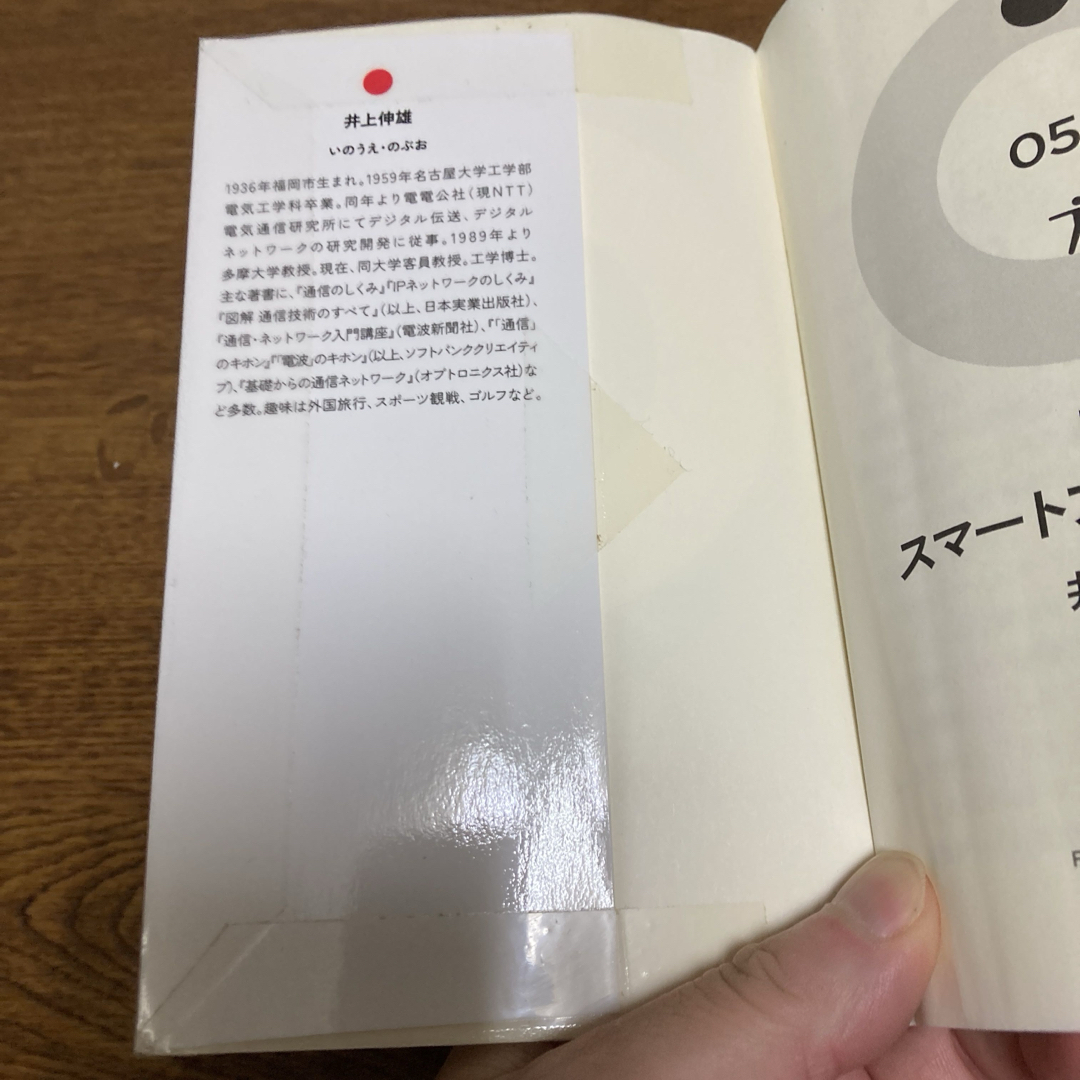 井上伸雄
いのうえ・のぶお
1936年福岡市生まれ。1959年名古屋大学工学部
電気工学科卒業。同年より電電公社（現NTT）
電気通信研究所にてデジタル伝送、デジタル
ネットワークの研究開発に従事。1989年より
多摩大学教授。現在、同大学客員教授。工学博士。
主な著書に、『通信のしくみ』『IPネットワークのしくみ』
『図解 通信技術のすべて』（以上、日本実業出版社）、
『通信・ネットワーク入門講座』（電波新聞社）、『「通信」
のキホン』『「電波」のキホン』（以上、ソフトバンククリエイティ
ブ）、『基礎からの通信ネットワーク』（オプトロニクス社）な
ど多数。趣味は外国旅行、スポーツ観戦、ゴルフなど。
05
スマート
井